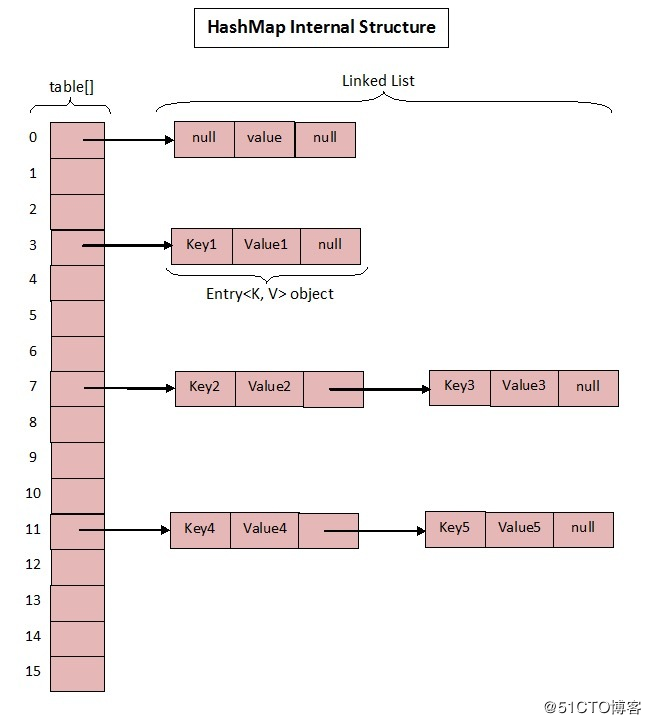 HashMap Internal Structure
table[]
Linked List
0
null value null
1
2
3
Key1 Value1 null
4
Entry<K, V> object
5
6
7
Key2 Value2
Key3 Value3 null
8
9
10
11
Key4 Value4
Key5 Value5 null
12
13
14
15
@51CTO博客